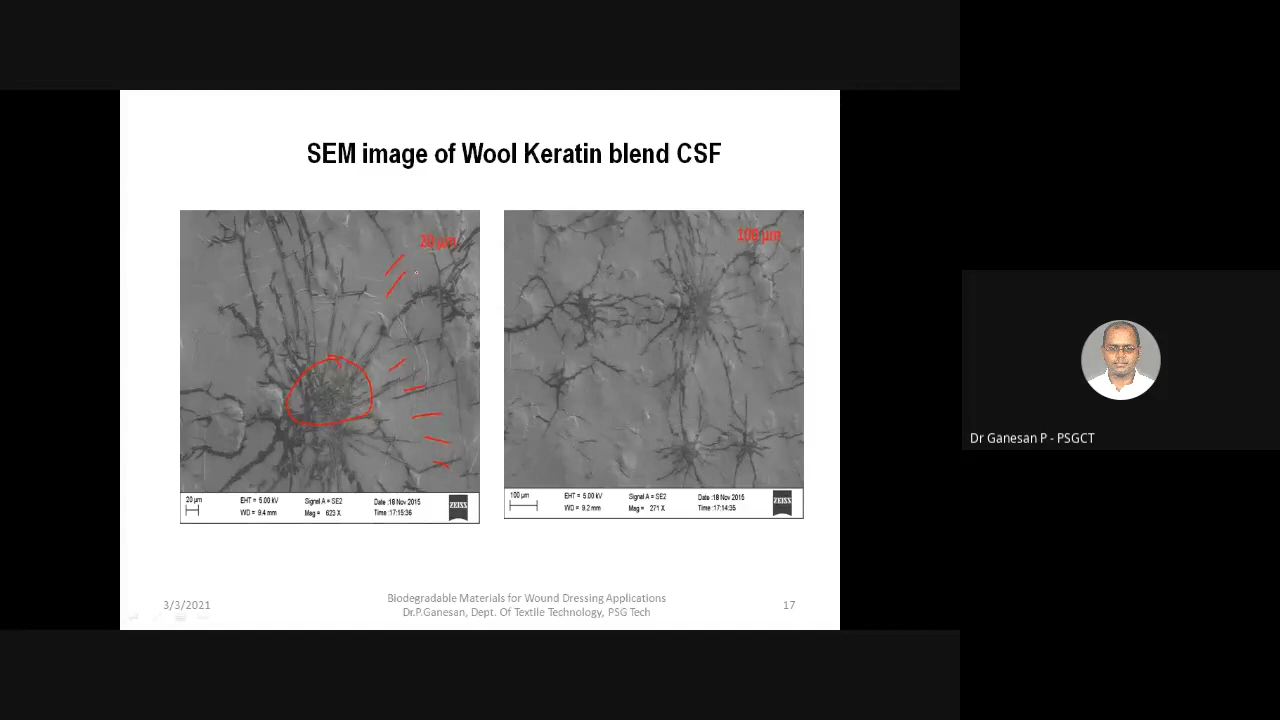 SEM image of Wool Keratin blend CSF
20 µm
100 µm
20 µm
EHT = 5.00 kV
Signal A = SE2
Date :18 Nov 2015
WD = 9.4 mm
Mag = 623 X
Time :17:15:36
ZEISS
100 µm
EHT = 5.00 kV
Signal A = SE2
Date :18 Nov 2015
WD = 9.2 mm
Mag = 271 X
Time :17:14:35
ZEISS
3/3/2021
Biodegradable Materials for Wound Dressing Applications
Dr.P.Ganesan, Dept. Of Textile Technology, PSG Tech
17
Dr Ganesan P - PSGCT